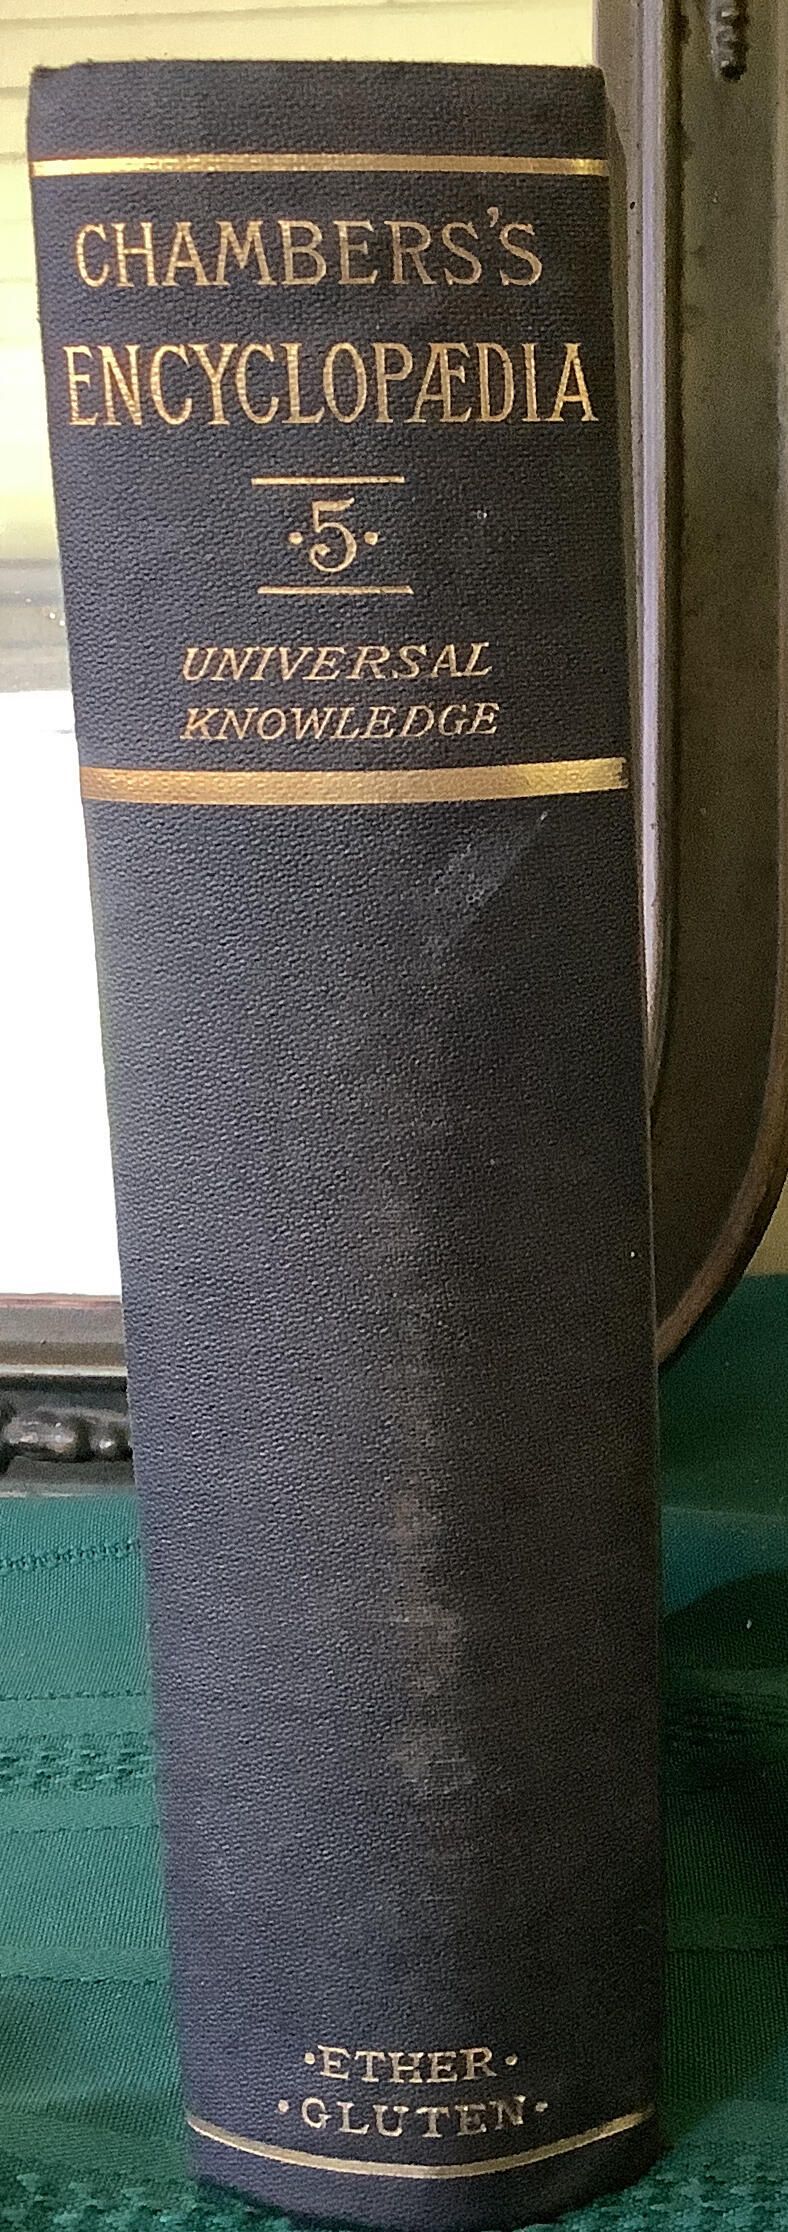 CHAMBERS'S
ENCYCLOPÆDIA
·5·
UNIVERSAL
KNOWLEDGE
·ETHER·
·GLUTEN·